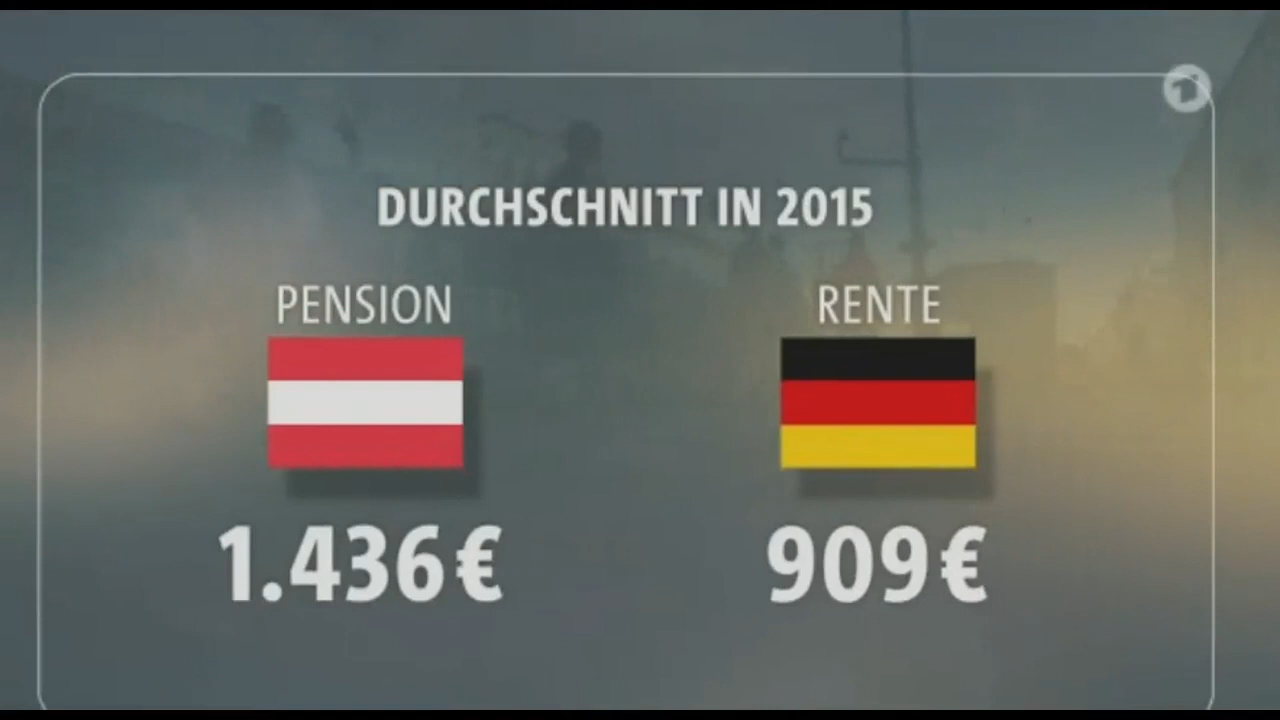 DURCHSCHNITT IN 2015
PENSION
RENTE
1.436 €
909 €